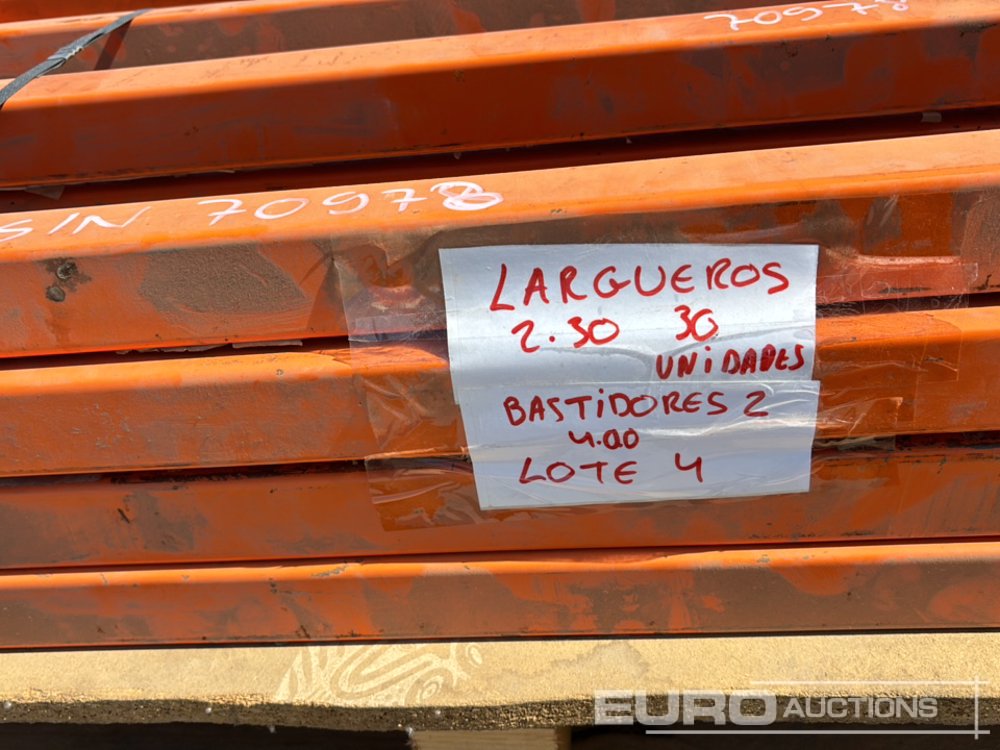 70978
SIN 70978
LARGUEROS
2.30 30
UNiDADES
BASTiDORES 2
4.00
LOTE 4
EURO AUCTIONS